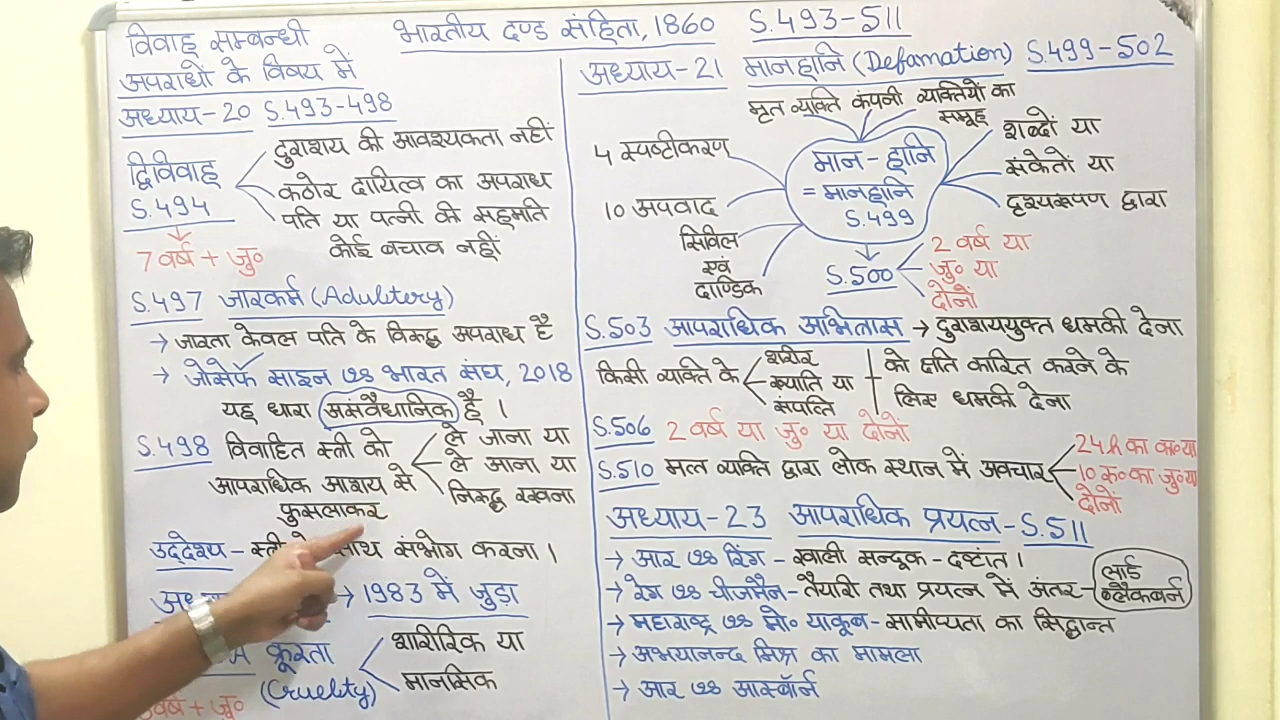 भारतीय दण्ड संहिता, 1860 S.493-511
विवाह सम्बन्धी
अपराधों के विषय में
अध्याय-20 S.493-498
द्विविवाह
S.494
दुराशय की आवश्यकता नहीं
कठोर दायित्व का अपराध
पति या पत्नी की सहमति
कोई बचाव नहीं
7 वर्ष + जु०
S.497 जारकर्म (Adultery)
→ जारता केवल पति के विरुद्ध अपराध है
→ जोसेफ साइन vs भारत संघ, 2018
यह धारा असंवैधानिक है ।
S.498 विवाहित स्त्री को
आपराधिक आशय से
फुसलाकर
ले जाना या
ले जाना या
निरुद्ध रखना
उद्देश्य - स्त्री साथ संभोग करना ।
→ 1983 में जुड़ा
A क्रूरता
(Cruelty)
शारीरिक या
मानसिक
वर्ष + जु०
अध्याय-21 मानहानि (Defamation) S.499-502
मृत व्यक्ति कंपनी व्यक्तियों का
समूह
4 स्पष्टीकरण
10 अपवाद
सिविल
एवं
दाण्डिक
मान-हानि
= मानहानि
S.499
शब्दों या
संकेतों या
दृश्यरूपण द्वारा
S.500
2 वर्ष या
जु० या
दोनों
S.503 आपराधिक अभित्रास → दुराशययुक्त धमकी देना
किसी व्यक्ति के
शरीर
ख्याति या
संपत्ति
को क्षति कारित करने के
लिए धमकी देना
S.506 2 वर्ष या जु० या दोनों
S.510 मत्त व्यक्ति द्वारा लोक स्थान में अवचार
24 h का का० या
10 रु० का जु० या
दोनों
अध्याय-23 आपराधिक प्रयत्न-S.511
→ आर vs रिंग - खाली सन्दूक - दृष्टांत ।
→ रेग vs चीजमैन - तैयारी तथा प्रयत्न में अंतर - लार्ड ब्लैकबर्न
→ महाराष्ट्र vs मो० याकूब - सामीप्यता का सिद्धान्त
→ अभयानन्द मिश्र का मामला
→ आर vs आस्बॉर्न